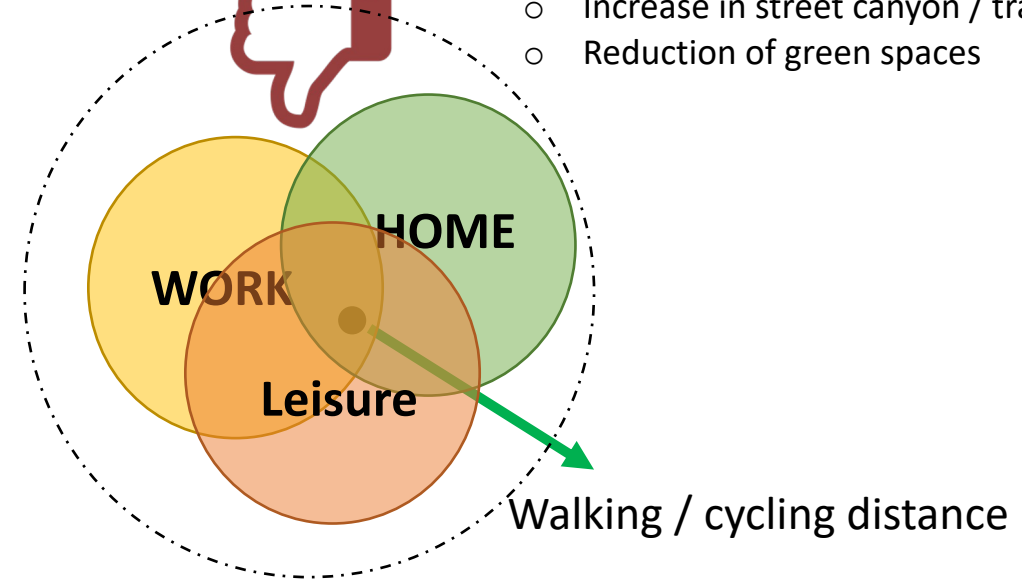 ○ Increase in street canyon /
○ Reduction of green spaces
HOME
WORK
Leisure
Walking / cycling distance